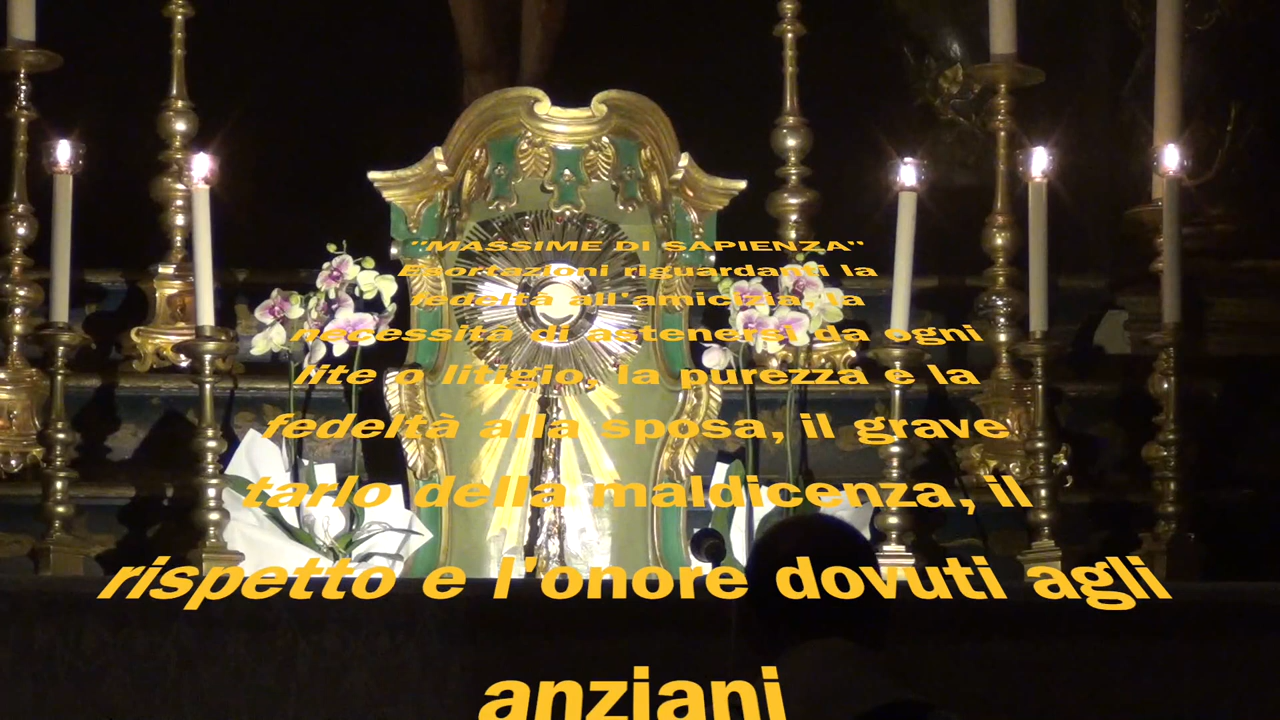 "MASSIME DI SAPIENZA"
Esortazioni riguardanti la
fedeltà all'amicizia, la
necessità di astenersi da ogni
lite o litigio, la purezza e la
fedeltà alla sposa, il grave
tarlo della maldicenza, il
rispetto e l'onore dovuti agli
anziani